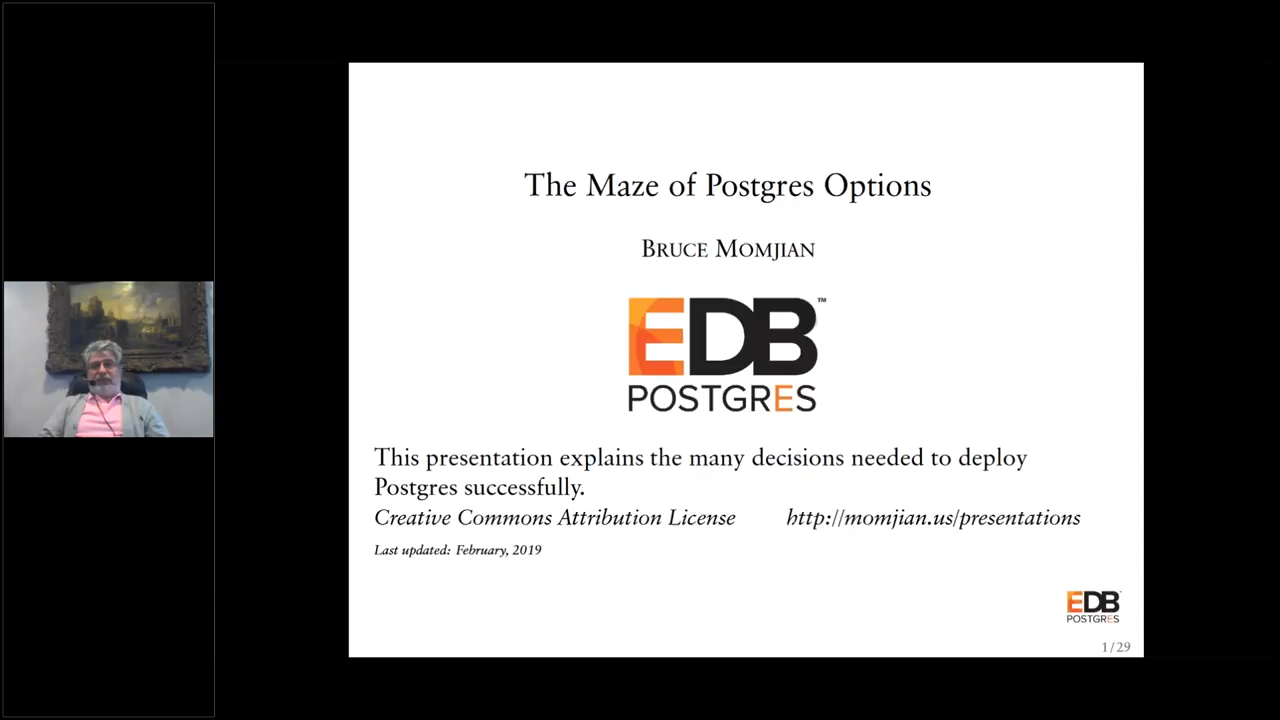 The Maze of Postgres Options
BRUCE MOMJIAN
EDB™
POSTGRES
This presentation explains the many decisions needed to deploy
Postgres successfully.
Creative Commons Attribution License http://momjian.us/presentations
Last updated: February, 2019
EDB
POSTGRES
1/29